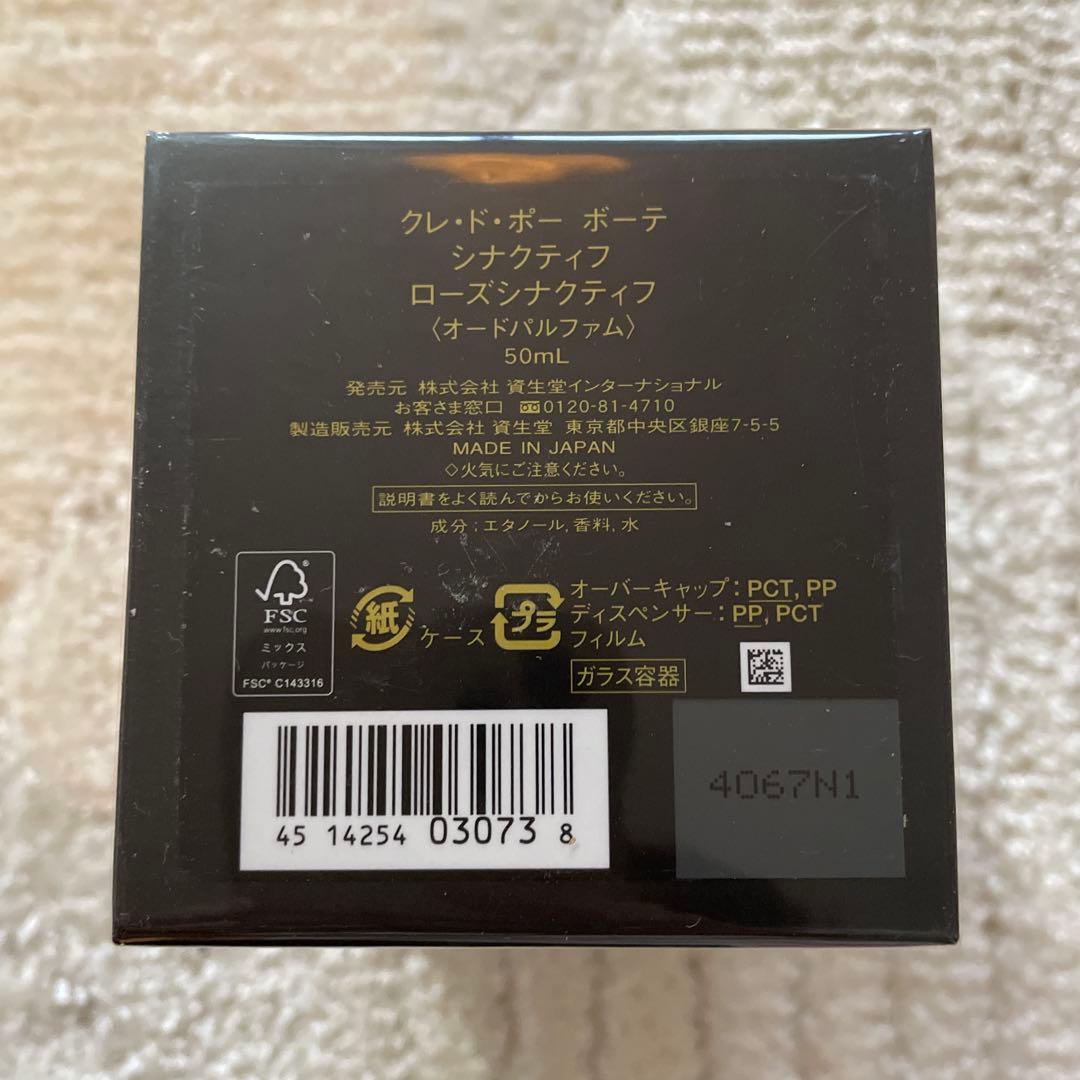 クレ・ド・ポー ボーテ
シナクティフ
ローズシナクティフ
〈オードパルファム〉
50mL
発売元 株式会社 資生堂インターナショナル
お客さま窓口 0120-81-4710
製造販売元 株式会社 資生堂 東京都中央区銀座7-5-5
MADE IN JAPAN
◇火気にご注意ください。
説明書をよく読んでからお使いください。
成分：エタノール, 香料, 水
FSC
www.fsc.org
ミックス
パッケージ
FSC® C143316
紙
ケース
プラ
オーバーキャップ：PCT, PP
ディスペンサー：PP, PCT
フィルム
ガラス容器
45 14254 03073 8
4067N1